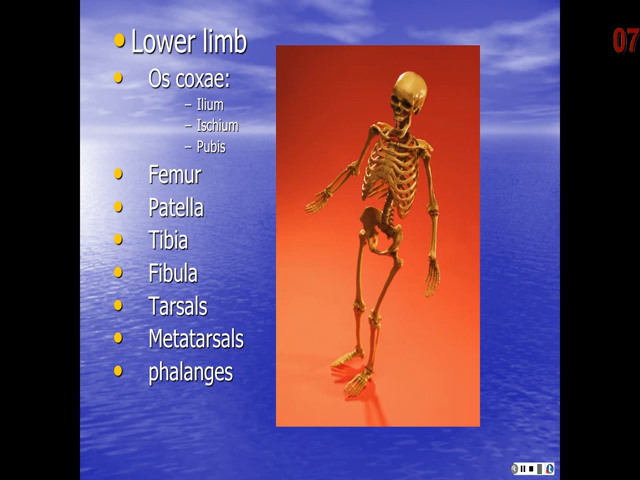 Lower limb
Os coxae:
– Ilium
– Ischium
– Pubis
Femur
Patella
Tibia
Fibula
Tarsals
Metatarsals
phalanges
07